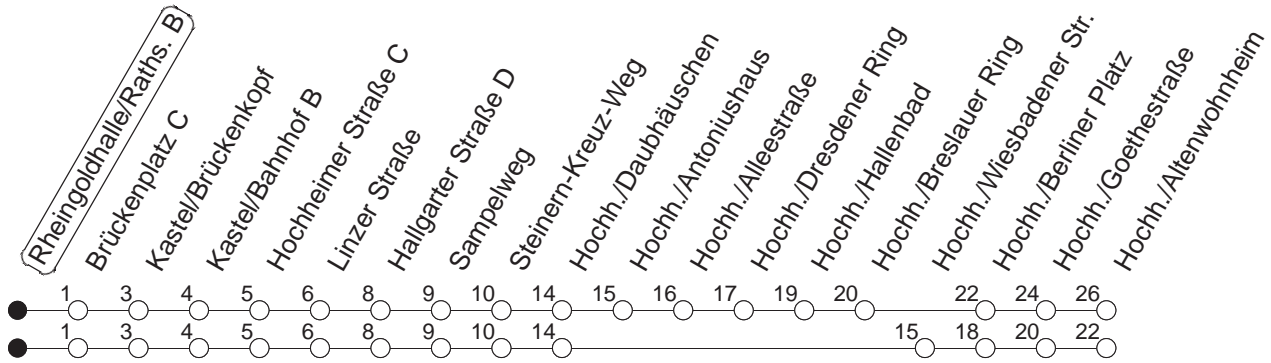 Rheingoldhalle/Raths. B
Brückenplatz C
Kastel/Brückenkopf
Kastel/Bahnhof B
Hochheimer Straße C
Linzer Straße
Hallgarter Straße D
Sampelweg
Steinern-Kreuz-Weg
Hochh./Daubhäuschen
Hochh./Antoniushaus
Hochh./Alleestraße
Hochh./Dresdener Ring
Hochh./Hallenbad
Hochh./Breslauer Ring
Hochh./Wiesbadener Str.
Hochh./Berliner Platz
Hochh./Goethestraße
Hochh./Altenwohnheim
1 3 4 5 6 8 9 10 14 15 16 17 19 20 22 24 26
1 3 4 5 6 8 9 10 14 15 18 20 22